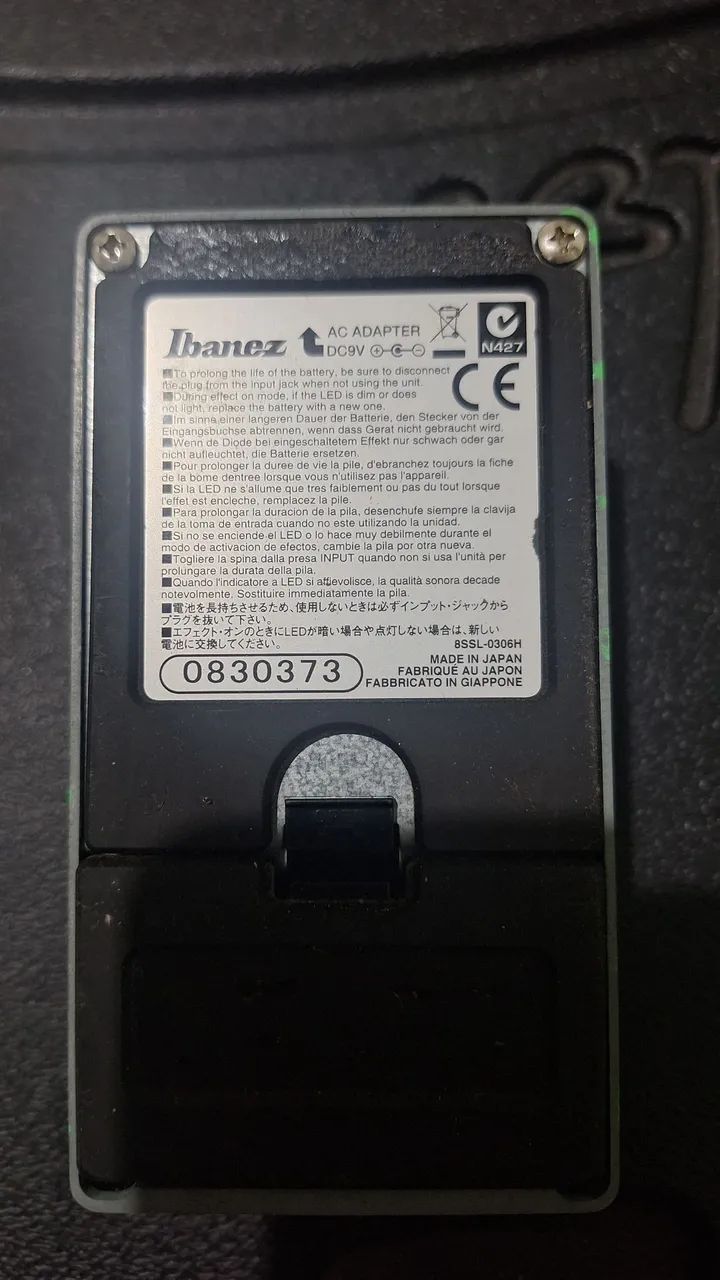 Ibanez
AC ADAPTER
DC9V
N427
CE
■To prolong the life of the battery, be sure to disconnect
the plug from the input jack when not using the unit.
■During effect on mode, if the LED is dim or does
not light, replace the battery with a new one.
■Im sinne einer langeren Dauer der Batterie, den Stecker von der
Eingangsbuchse abtrennen, wenn dass Gerat nicht gebraucht wird.
■Wenn de Diode bei eingeschaltetem Effekt nur schwach oder gar
nicht aufleuchtet, die Batterie ersetzen.
■Pour prolonger la duree de vie la pile, d'ebranchez toujours la fiche
de la borne dentree lorsque vous n'utilisez pas l'appareil.
■Si la LED ne s'allume que tres faiblement ou pas du tout lorsque
l'effet est encleche, remplacez la pile.
■Para prolongar la duracion de la pila, desenchufe siempre la clavija
de la toma de entrada cuando no este utilizando la unidad.
■Si no se enciende el LED o lo hace muy debilmente durante el
modo de activacion de efectos, cambie la pila por otra nueva.
■Togliere la spina dalla presa INPUT quando non si usa l'unità per
prolungare la durata della pila.
■Quando l'indicatore a LED si affievolisce, la qualità sonora decade
notevolmente. Sostituire immediatamente la pila.
■電池を長持ちさせるため、使用しないときは必ずインプット・ジャックから
プラグを抜いて下さい。
■エフェクト・オンのときにLEDが暗い場合や点灯しない場合は、新しい
電池に交換してください。
8SSL-0306H
0830373
MADE IN JAPAN
FABRIQUÉ AU JAPON
FABBRICATO IN GIAPPONE